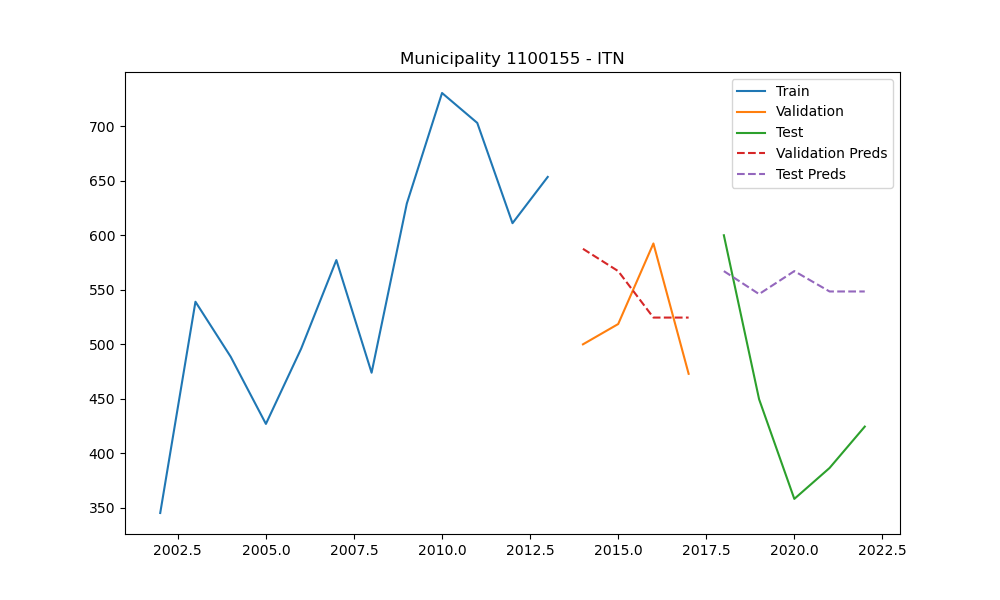 Municipality 1100155 - ITN
Train
Validation
Test
Validation Preds
Test Preds
700
650
600
550
500
450
400
350
2002.5 2005.0 2007.5 2010.0 2012.5 2015.0 2017.5 2020.0 2022.5